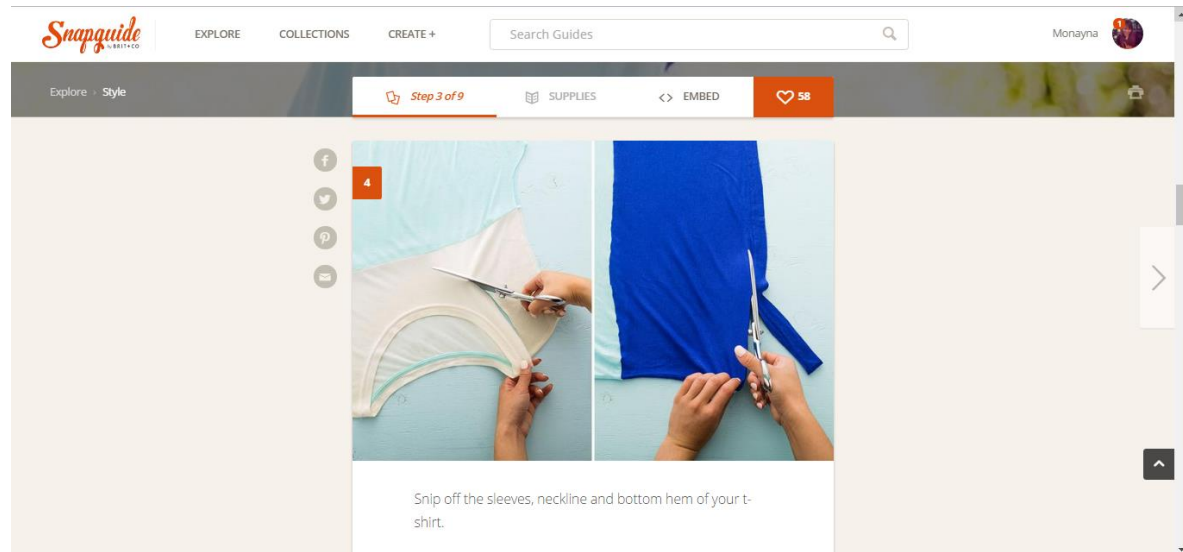 Snapguide
by BRIT+CO
EXPLORE
COLLECTIONS
CREATE +
Search Guides
Monayna
1
Explore › Style
Step 3 of 9
SUPPLIES
<> EMBED
58
4
Snip off the sleeves, neckline and bottom hem of your t-
shirt.